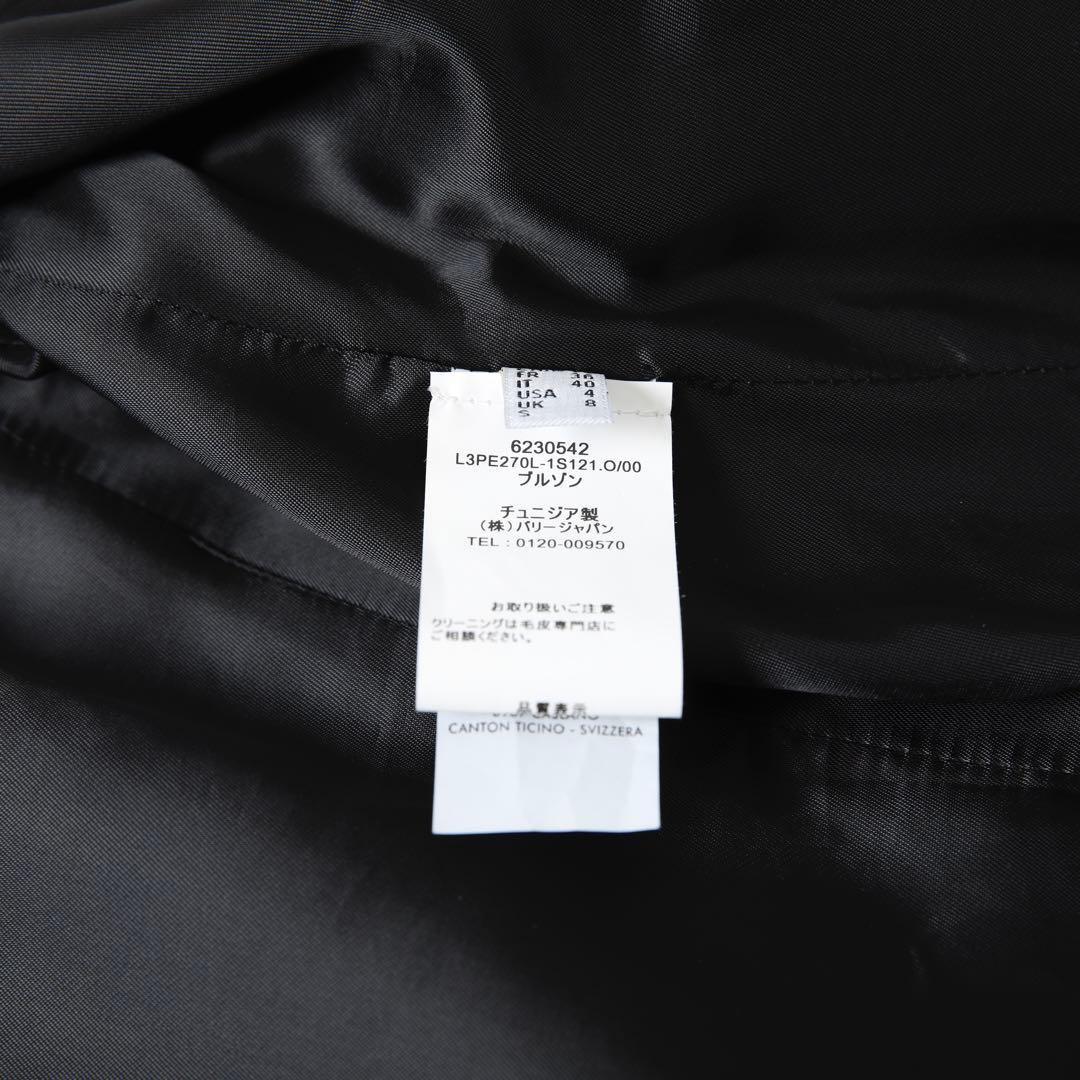 FR 36
IT 40
USA 4
UK 8
S
6230542
L3PE270L-1S121.O/00
ブルゾン
チュニジア製
(株)バリージャパン
TEL : 0120-009570
お取り扱いご注意
クリーニングは毛皮専門店に
ご相談ください。
品質表示
CANTON TICINO - SVIZZERA